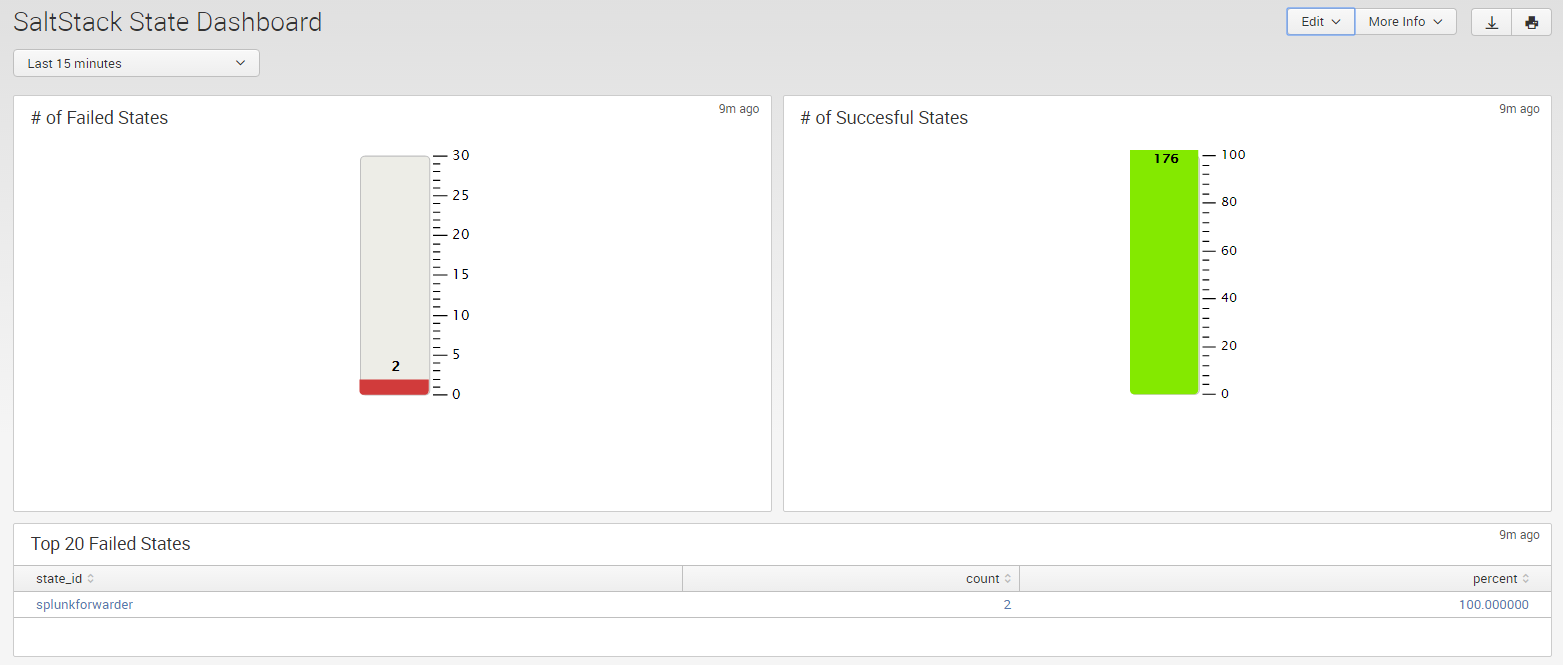 SaltStack State Dashboard
Edit More Info
Last 15 minutes
# of Failed States 9m ago
30
25
20
15
10
5
0
2
# of Succesful States 9m ago
176
100
80
60
40
20
0
Top 20 Failed States 9m ago
state_id count percent
splunkforwarder 2 100.000000